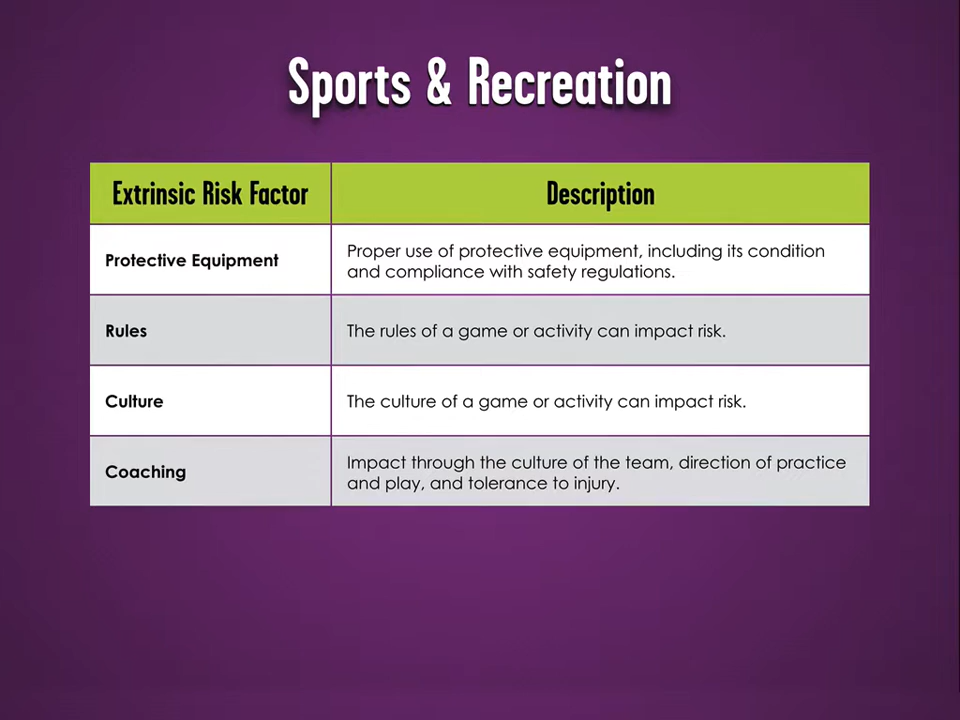 Sports & Recreation
Extrinsic Risk Factor
Description
Protective Equipment
Proper use of protective equipment, including its condition
and compliance with safety regulations.
Rules
The rules of a game or activity can impact risk.
Culture
The culture of a game or activity can impact risk.
Coaching
Impact through the culture of the team, direction of practice
and play, and tolerance to injury.